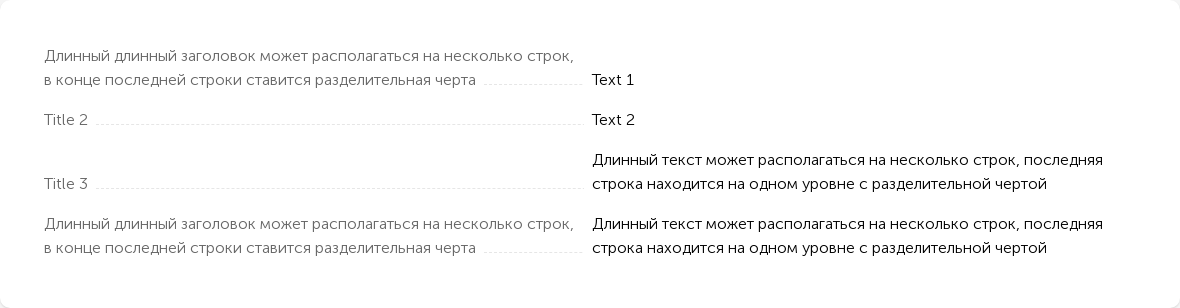 Длинный длинный заголовок может располагаться на несколько строк,
в конце последней строки ставится разделительная черта Text 1
Title 2 Text 2
Длинный текст может располагаться на несколько строк, последняя
Title 3 строка находится на одном уровне с разделительной чертой
Длинный длинный заголовок может располагаться на несколько строк, Длинный текст может располагаться на несколько строк, последняя
в конце последней строки ставится разделительная черта строка находится на одном уровне с разделительной чертой